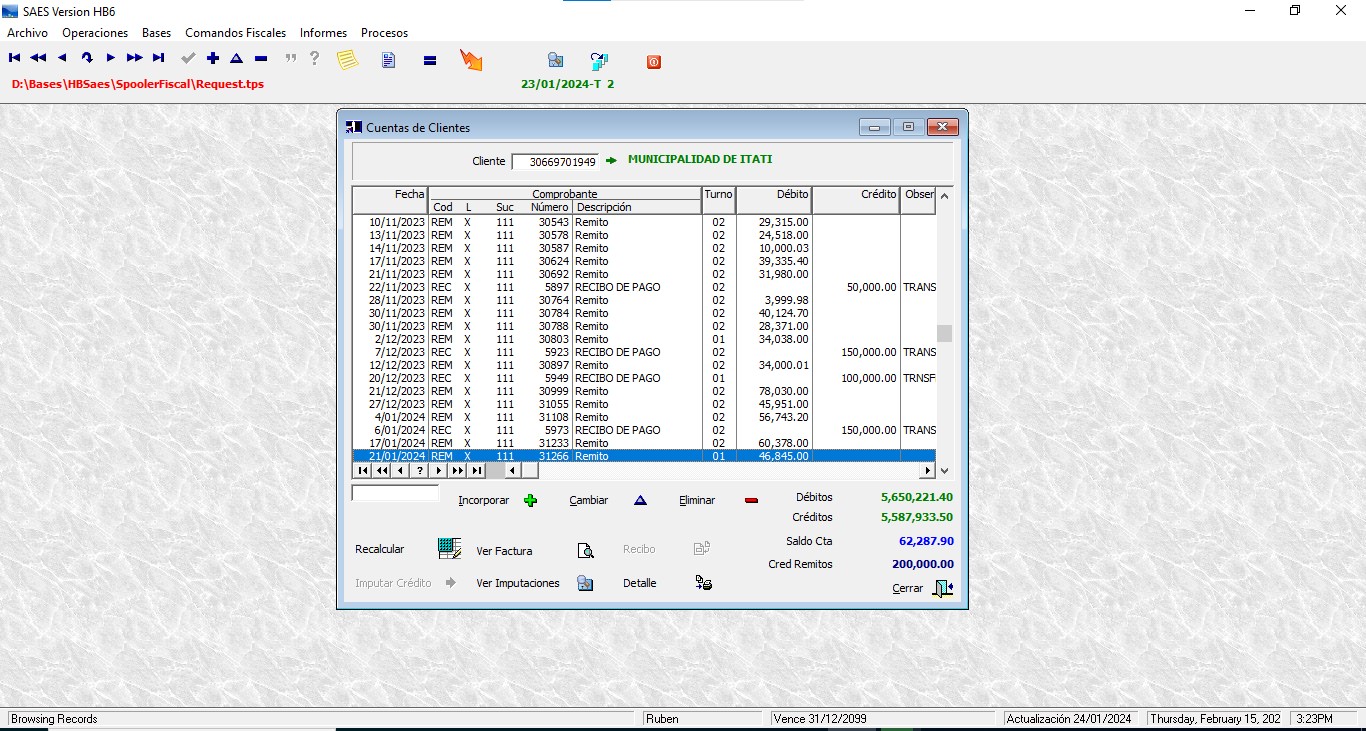 SAES Version HB6
Archivo Operaciones Bases Comandos Fiscales Informes Procesos
D:\Bases\HBSaes\SpoolerFiscal\Request.tps 23/01/2024-T 2
Cuentas de Clientes
Cliente 30669701949 MUNICIPALIDAD DE ITATI
Fecha Comprobante Turno Débito Crédito Obser
Cod L Suc Número Descripción
10/11/2023 REM X 111 30543 Remito 02 29,315.00
13/11/2023 REM X 111 30578 Remito 02 24,518.00
14/11/2023 REM X 111 30587 Remito 02 10,000.03
17/11/2023 REM X 111 30624 Remito 02 39,335.40
21/11/2023 REM X 111 30692 Remito 02 31,980.00
22/11/2023 REC X 111 5897 RECIBO DE PAGO 02 50,000.00 TRANS
28/11/2023 REM X 111 30764 Remito 02 3,999.98
30/11/2023 REM X 111 30784 Remito 02 40,124.70
30/11/2023 REM X 111 30788 Remito 02 28,371.00
2/12/2023 REM X 111 30803 Remito 01 34,038.00
7/12/2023 REC X 111 5923 RECIBO DE PAGO 02 150,000.00 TRANS
12/12/2023 REM X 111 30897 Remito 02 34,000.01
20/12/2023 REC X 111 5949 RECIBO DE PAGO 01 100,000.00 TRNSF
21/12/2023 REM X 111 30999 Remito 02 78,030.00
27/12/2023 REM X 111 31055 Remito 02 45,951.00
4/01/2024 REM X 111 31108 Remito 02 56,743.20
6/01/2024 REC X 111 5973 RECIBO DE PAGO 02 150,000.00 TRANS
17/01/2024 REM X 111 31233 Remito 02 60,378.00
21/01/2024 REM X 111 31266 Remito 01 46,845.00
Incorporar Cambiar Eliminar Débitos 5,650,221.40
Créditos 5,587,933.50
Recalcular Ver Factura Recibo Saldo Cta 62,287.90
Cred Remitos 200,000.00
Imputar Crédito Ver Imputaciones Detalle Cerrar
Browsing Records Ruben Vence 31/12/2099 Actualización 24/01/2024 Thursday, February 15, 202 3:23PM